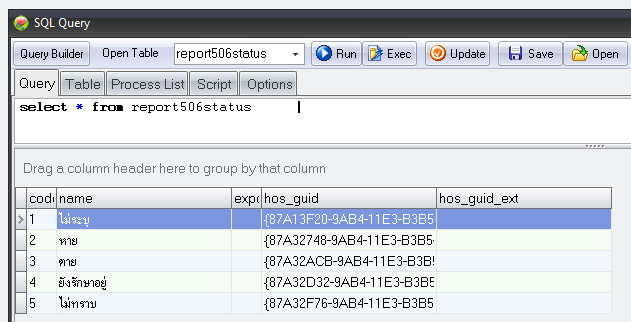 SQL Query
Query Builder Open Table report506status Run Exec Update Save Open
Query Table Process List Script Options
select * from report506status
Drag a column header here to group by that column
code name expo hos_guid hos_guid_ext
1 ไม่ระบุ {87A13F20-9AB4-11E3-B3B5
2 หาย {87A32748-9AB4-11E3-B3B5
3 ตาย {87A32ACB-9AB4-11E3-B3B5
4 ยังรักษาอยู่ {87A32D32-9AB4-11E3-B3B5
5 ไม่ทราบ {87A32F76-9AB4-11E3-B3B5